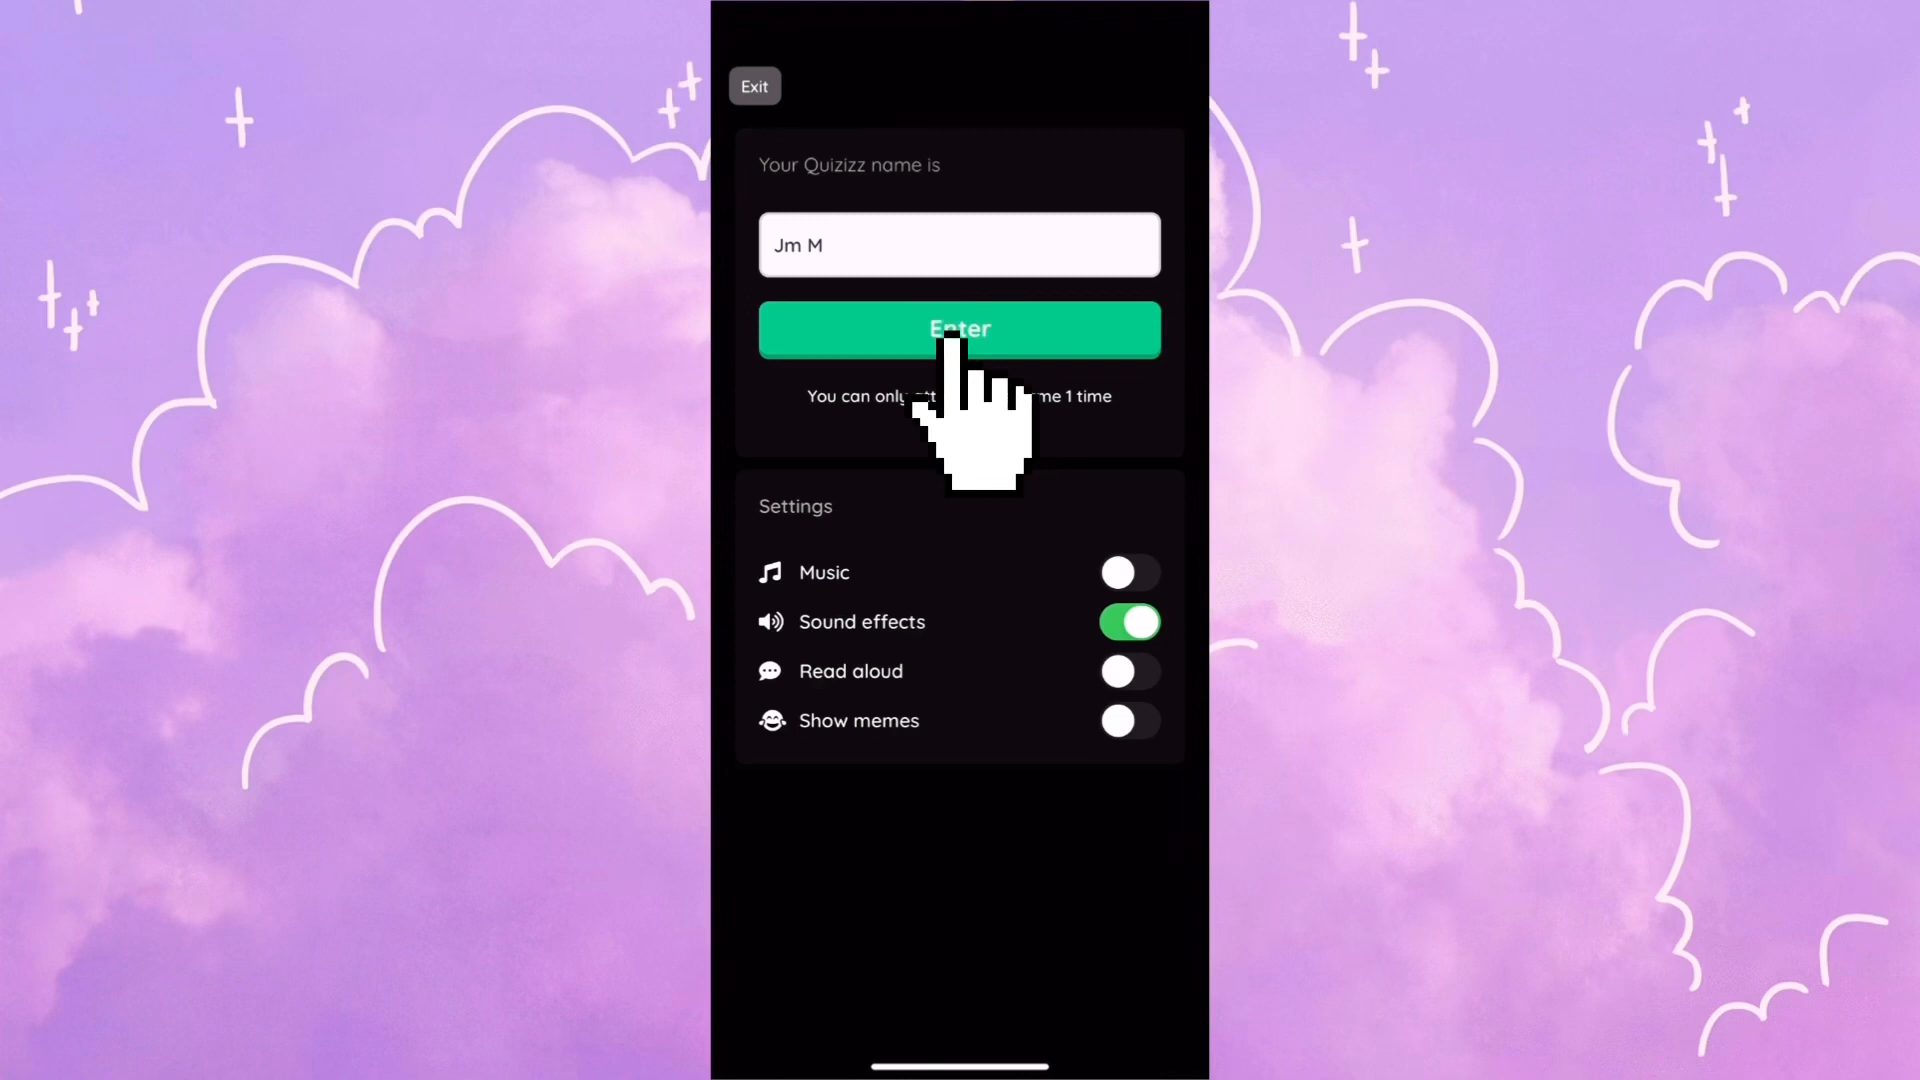 Exit
Your Quizizz name is
Jm M
Enter
You can only me 1 time
Settings
Music
Sound effects
Read aloud
Show memes